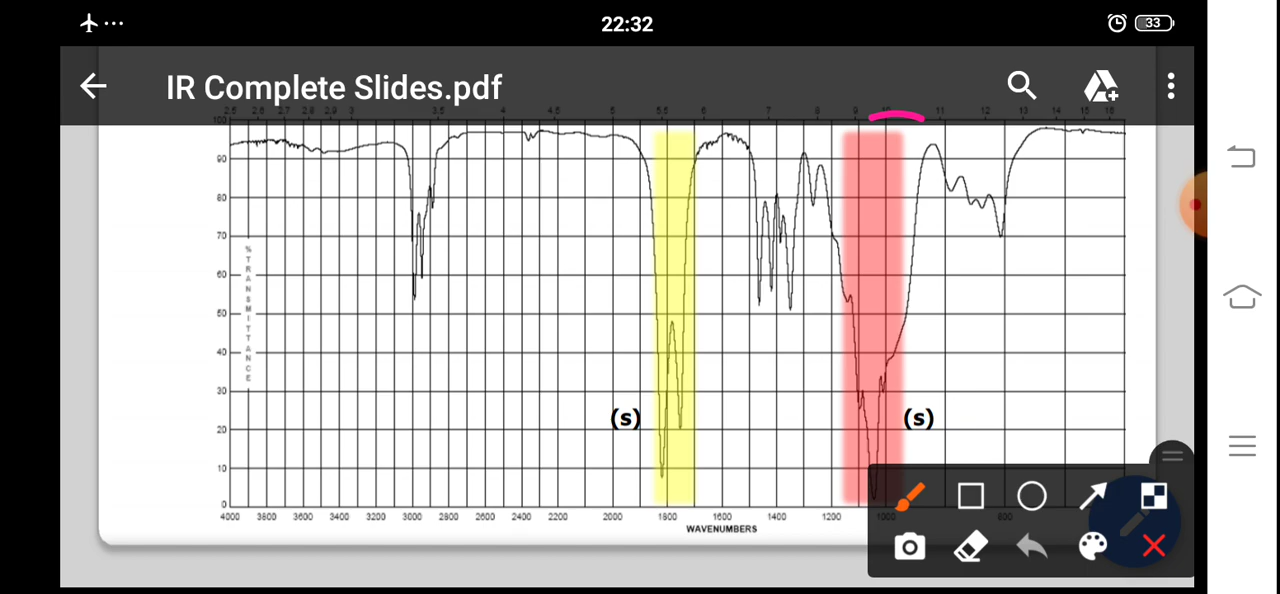 22:32
33
IR Complete Slides.pdf
2.5 2.6 2.7 2.8 2.9 3 3.5 4 4.5 5 5.5 6 7 8 9 10 11 12 13 14 15 16
100
90
80
70
60
50
40
30
20
10
0
%TRANSMITTANCE
(s)
(s)
4000 3800 3600 3400 3200 3000 2800 2600 2400 2200 2000 1800 1600 1400 1200 1000 800
WAVENUMBERS